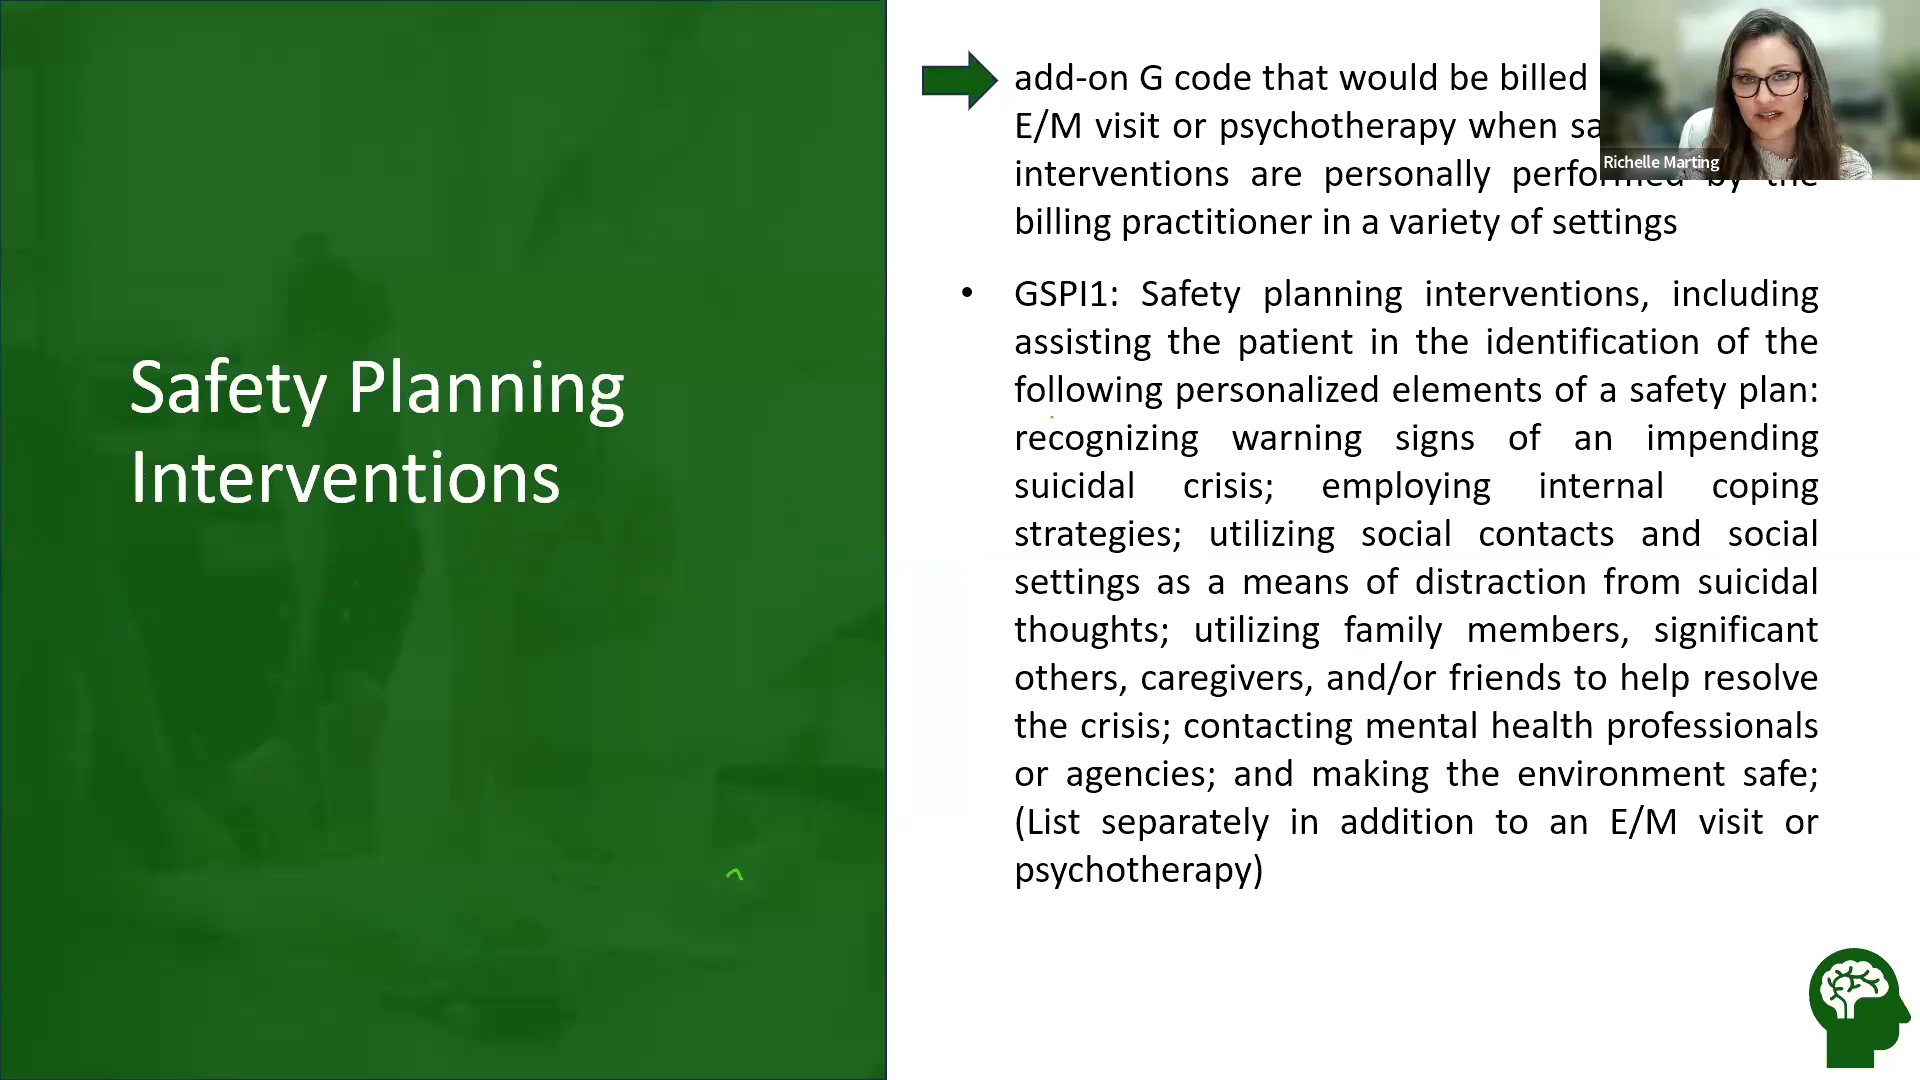 Safety Planning
Interventions
add-on G code that would be billed
E/M visit or psychotherapy when
interventions are personally performed by the
billing practitioner in a variety of settings
• GSPI1: Safety planning interventions, including
assisting the patient in the identification of the
following personalized elements of a safety plan:
recognizing warning signs of an impending
suicidal crisis; employing internal coping
strategies; utilizing social contacts and social
settings as a means of distraction from suicidal
thoughts; utilizing family members, significant
others, caregivers, and/or friends to help resolve
the crisis; contacting mental health professionals
or agencies; and making the environment safe;
(List separately in addition to an E/M visit or
psychotherapy)
Richelle Marting